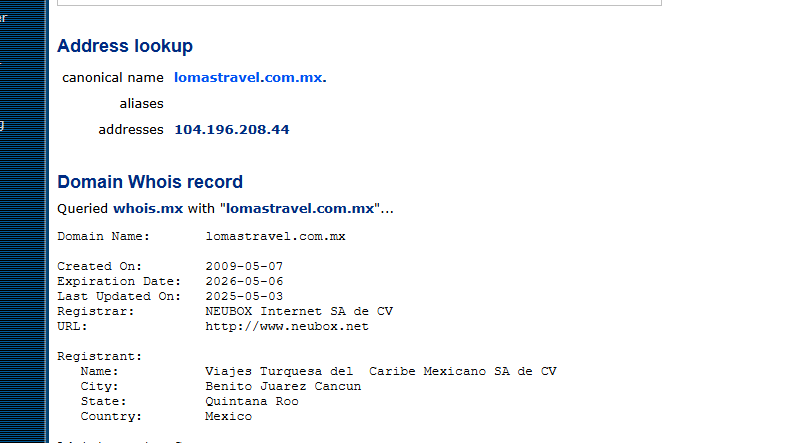 Address lookup
canonical name lomastravel.com.mx.
aliases
addresses 104.196.208.44
Domain Whois record
Queried whois.mx with "lomastravel.com.mx"...
Domain Name: lomastravel.com.mx
Created On: 2009-05-07
Expiration Date: 2026-05-06
Last Updated On: 2025-05-03
Registrar: NEUBOX Internet SA de CV
URL: http://www.neubox.net
Registrant:
Name: Viajes Turquesa del  Caribe Mexicano SA de CV
City: Benito Juarez Cancun
State: Quintana Roo
Country: Mexico